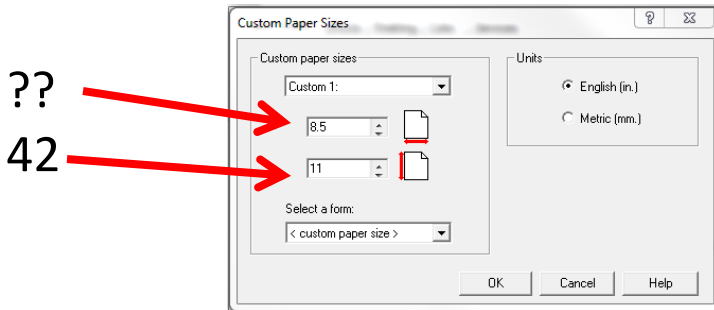 Custom Paper Sizes
Custom paper sizes
Units
Custom 1:
English (in.)
??
8.5
Metric (mm.)
42
11
Select a form:
< custom paper size >
OK
Cancel
Help